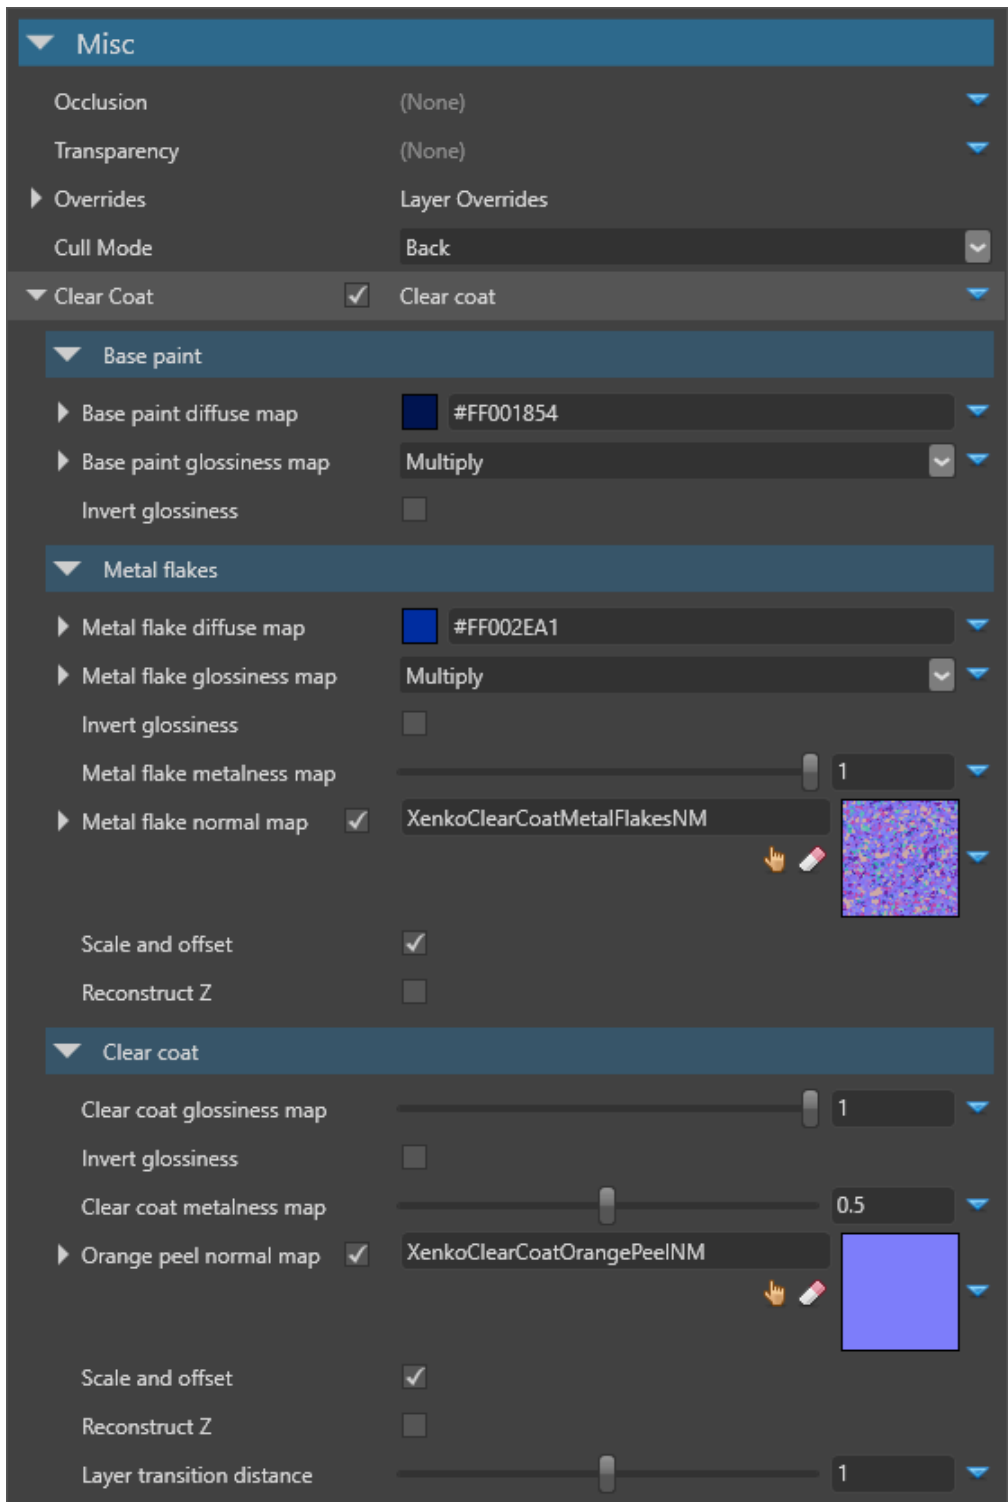 Misc
Occlusion (None)
Transparency (None)
Overrides Layer Overrides
Cull Mode Back
Clear Coat Clear coat
Base paint
Base paint diffuse map #FF001854
Base paint glossiness map Multiply
Invert glossiness
Metal flakes
Metal flake diffuse map #FF002EA1
Metal flake glossiness map Multiply
Invert glossiness
Metal flake metalness map 1
Metal flake normal map XenkoClearCoatMetalFlakesNM
Scale and offset
Reconstruct Z
Clear coat
Clear coat glossiness map 1
Invert glossiness
Clear coat metalness map 0.5
Orange peel normal map XenkoClearCoatOrangePeelNM
Scale and offset
Reconstruct Z
Layer transition distance 1